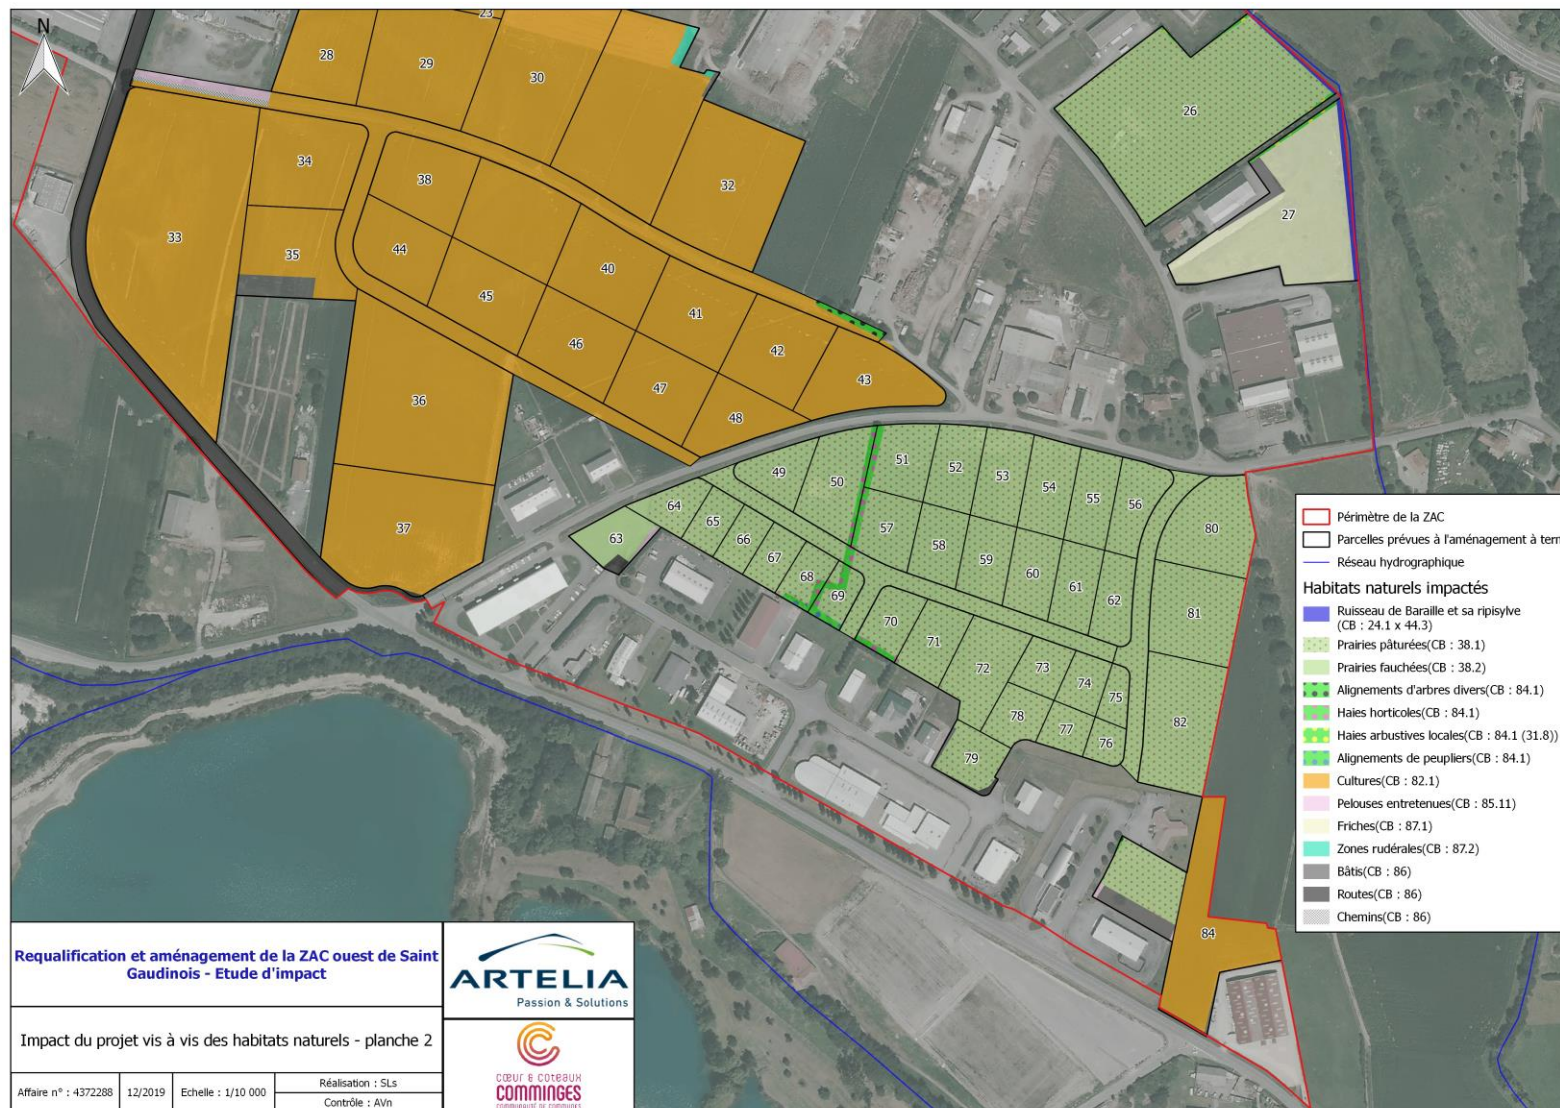 N
23
28
29
30
26
34
38
32
27
33
35
44
40
45
41
46
42
36
47
43
48
49
50
51
52
53
54
55
56
64
65
57
80
63
66
58
67
59
68
60
61
62
69
70
71
81
72
73
74
75
78
77
76
82
79
37
84
Périmètre de la ZAC
Parcelles prévues à l'aménagement à
Réseau hydrographique
Habitats naturels impactés
Ruisseau de Baraille et sa ripisylve
(CB : 24.1 x 44.3)
Prairies pâturées(CB : 38.1)
Prairies fauchées(CB : 38.2)
Alignements d'arbres divers(CB : 84.1)
Haies horticoles(CB : 84.1)
Haies arbustives locales(CB : 84.1 (31.8))
Alignements de peupliers(CB : 84.1)
Cultures(CB : 82.1)
Pelouses entretenues(CB : 85.11)
Friches(CB : 87.1)
Zones rudérales(CB : 87.2)
Bâtis(CB : 86)
Routes(CB : 86)
Chemins(CB : 86)
Requalification et aménagement de la ZAC ouest de Saint
Gaudinois - Etude d'impact
Impact du projet vis à vis des habitats naturels - planche 2
Affaire n° : 4372288
12/2019
Echelle : 1/10 000
Réalisation : SLs
Contrôle : AVn
ARTELIA
Passion & Solutions
cœur & coteaux
COMMINGES
COMMUNAUTÉ DE COMMUNES